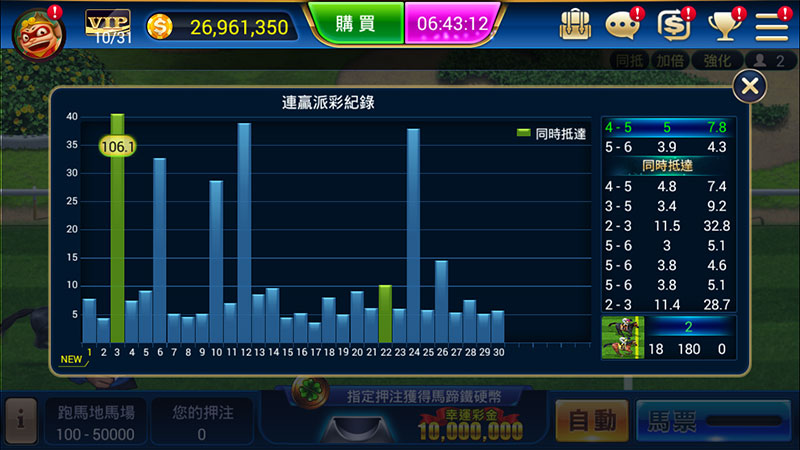 VIP
10/31
26,961,350
購買
06:43:12
同抵 加倍 強化 2
連贏派彩紀錄
40
35
30
25
20
15
10
5
106.1
同時抵達
NEW 1 2 3 4 5 6 7 8 9 10 11 12 13 14 15 16 17 18 19 20 21 22 23 24 25 26 27 28 29 30
4 - 5 5 7.8
5 - 6 3.9 4.3
同時抵達
4 - 5 4.8 7.4
3 - 5 3.4 9.2
2 - 3 11.5 32.8
5 - 6 3 5.1
5 - 6 3.8 4.6
5 - 6 3.8 5.1
2 - 3 11.4 28.7
2
18 180 0
指定押注獲得馬蹄鐵硬幣
跑馬地馬場
100 - 50000
您的押注
0
幸運彩金
10,000,000
自動
馬票